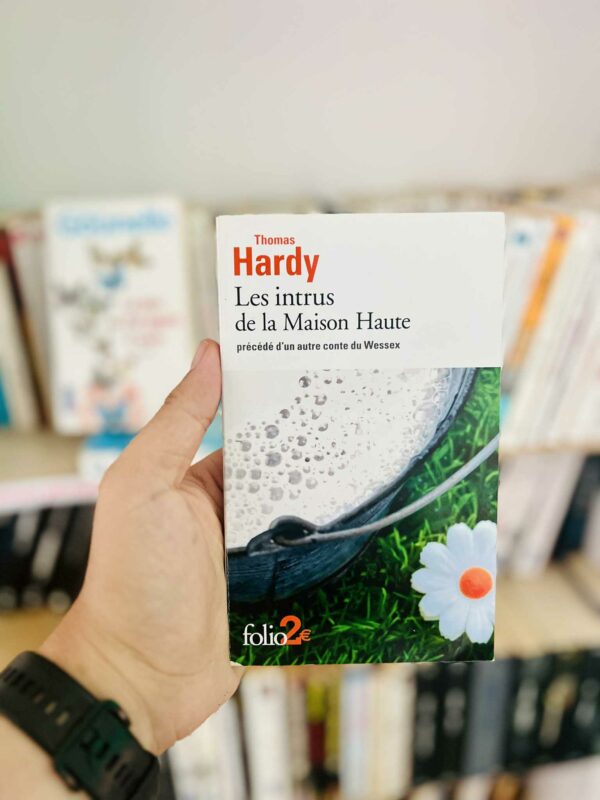 Thomas
Hardy
Les intrus
de la Maison Haute
précédé d'un autre conte du Wessex
folio2€